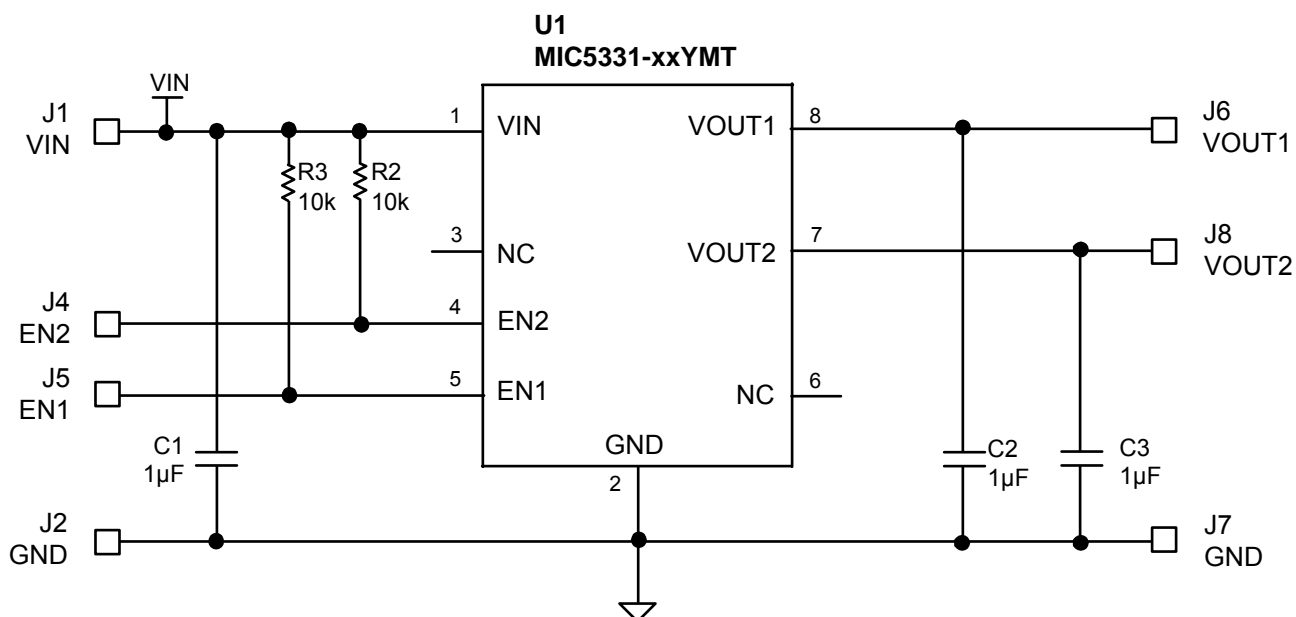 U1
MIC5331-xxYMT
VIN
J1
VIN
1
VIN
VOUT1
8
J6
VOUT1
R3
10k
R2
10k
3
NC
VOUT2
7
J8
VOUT2
J4
EN2
4
EN2
J5
EN1
5
EN1
NC
6
C1
1µF
GND
2
C2
1µF
C3
1µF
J2
GND
J7
GND